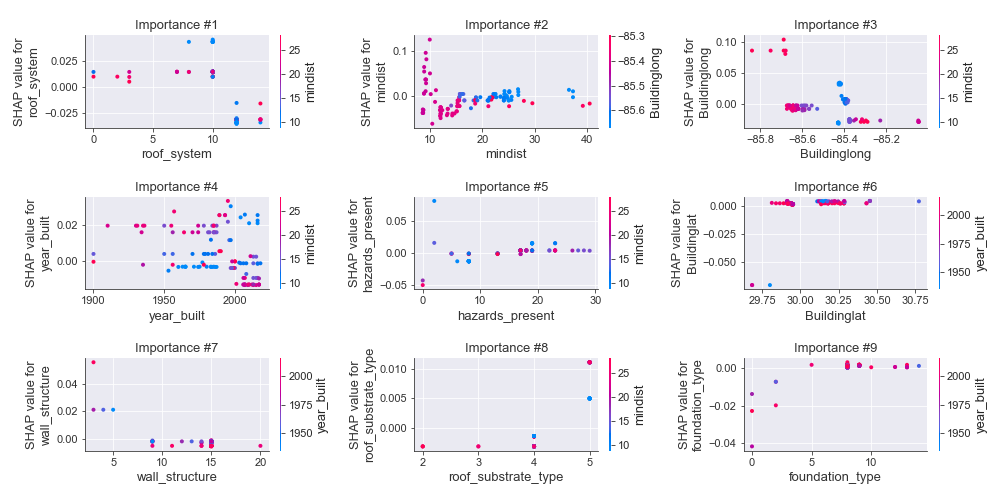 Importance #1
SHAP value for
roof_system
0.025
0.000
−0.025
0
5
10
roof_system
25
20
15
10
mindist
Importance #2
SHAP value for
mindist
0.1
0.0
10
20
30
40
mindist
−85.3
−85.4
−85.5
−85.6
Buildinglong
Importance #3
SHAP value for
Buildinglong
0.10
0.05
0.00
−85.8
−85.6
−85.4
−85.2
Buildinglong
25
20
15
10
mindist
Importance #4
SHAP value for
year_built
0.02
0.00
1900
1950
2000
year_built
25
20
15
10
mindist
Importance #5
SHAP value for
hazards_present
0.05
0.00
−0.05
0
10
20
30
hazards_present
25
20
15
10
mindist
Importance #6
SHAP value for
Buildinglat
0.000
−0.025
−0.050
29.75
30.00
30.25
30.50
30.75
Buildinglat
2000
1975
1950
year_built
Importance #7
SHAP value for
wall_structure
0.04
0.02
0.00
5
10
15
20
wall_structure
2000
1975
1950
year_built
Importance #8
SHAP value for
roof_substrate_type
0.010
0.005
0.000
2
3
4
5
roof_substrate_type
25
20
15
10
mindist
Importance #9
SHAP value for
foundation_type
0.00
−0.02
−0.04
0
10
foundation_type
2000
1975
1950
year_built